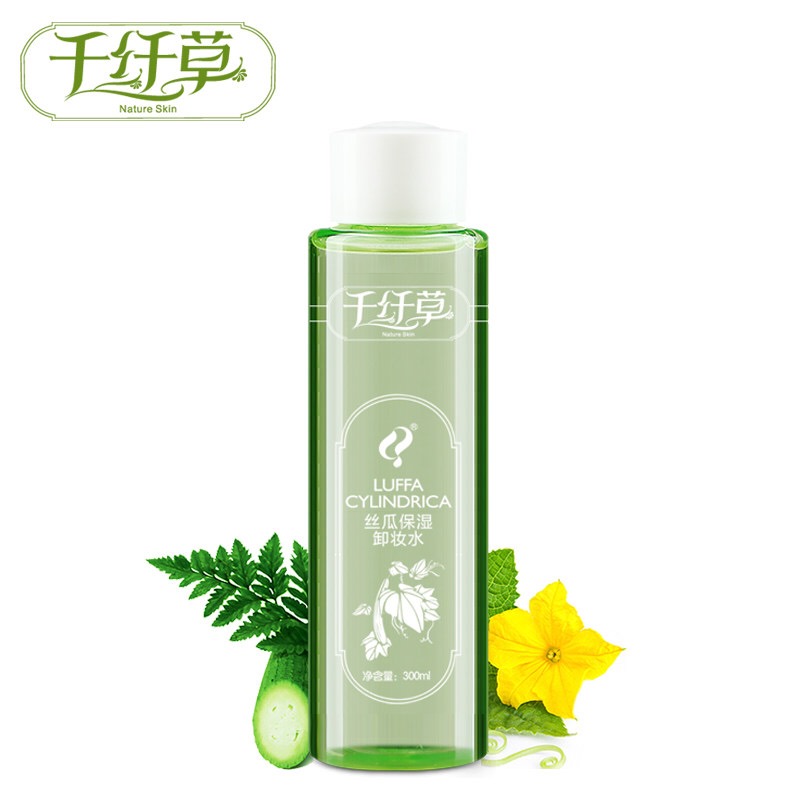 千纤草
Nature Skin
千纤草
Nature Skin
®
LUFFA
CYLINDRICA
丝瓜保湿
卸妆水
净含量：300ml